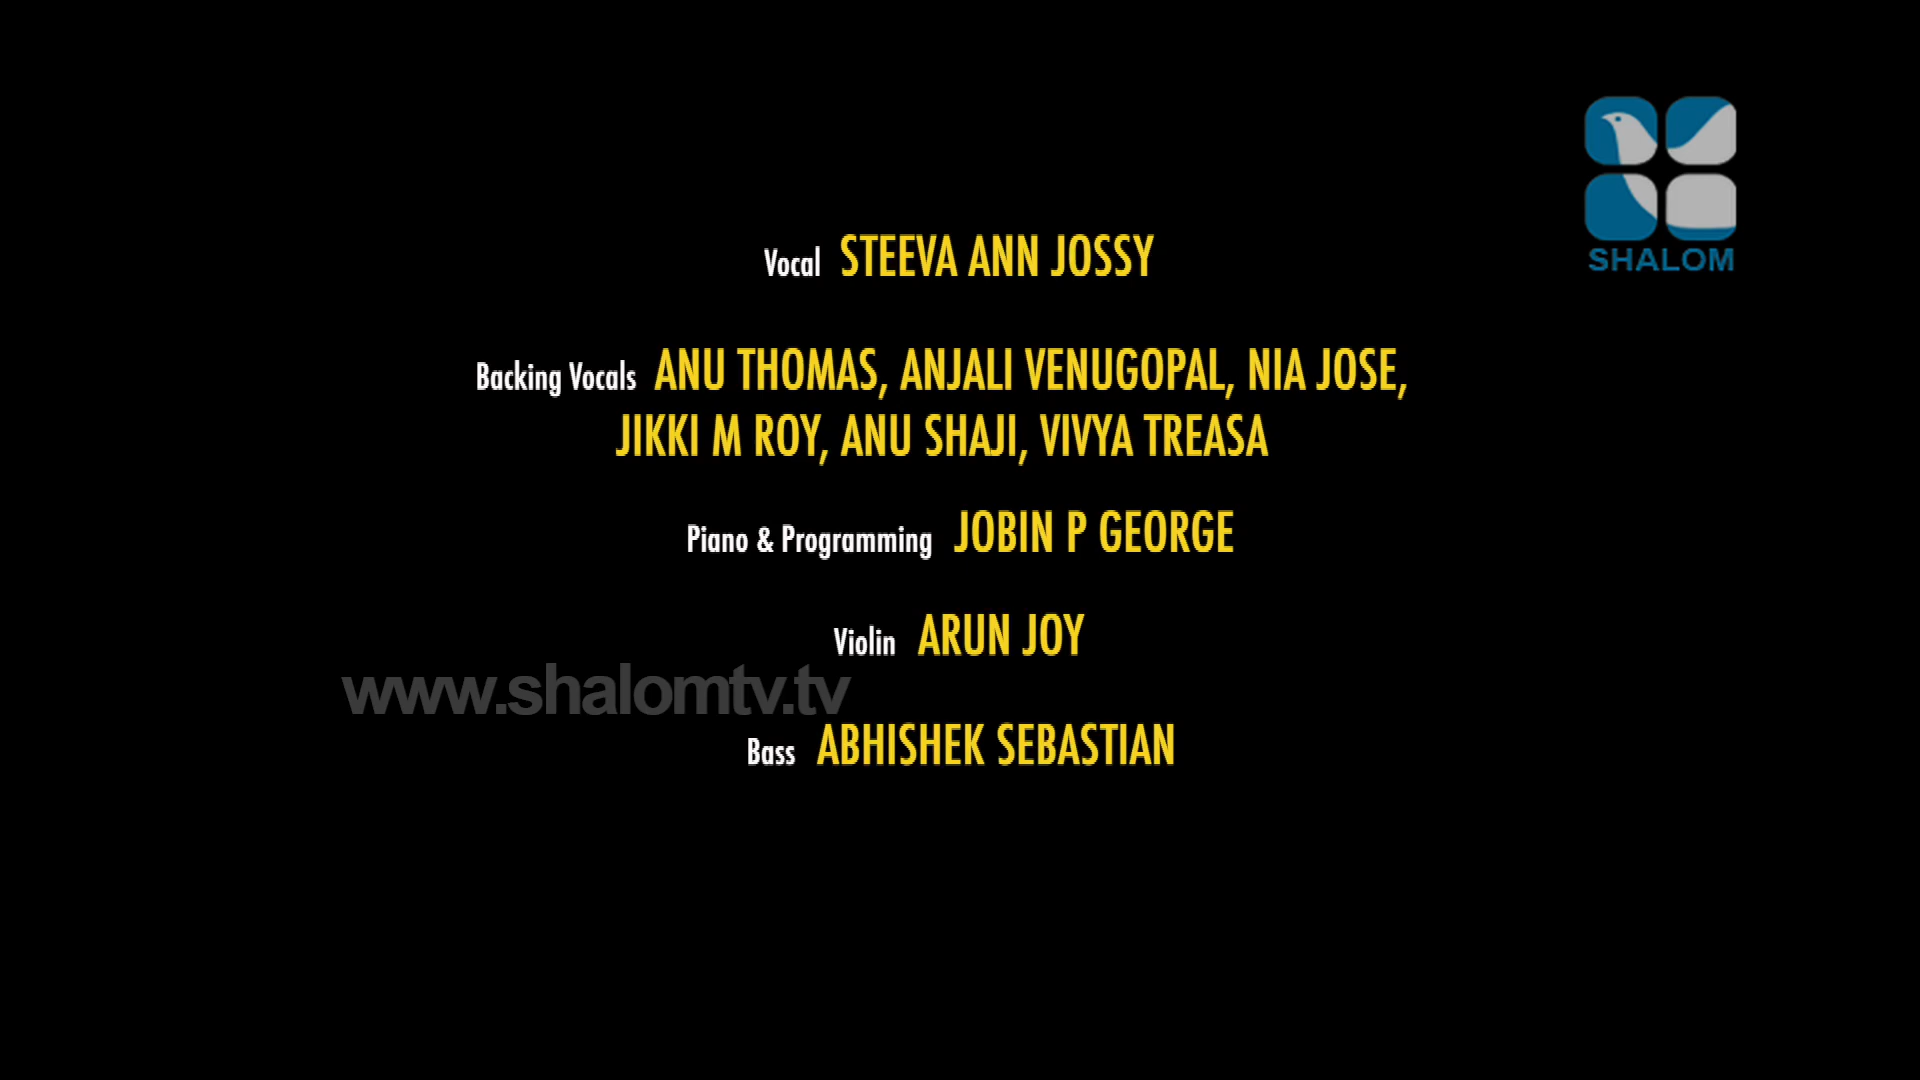 SHALOM
Vocal STEEVA ANN JOSSY
Backing Vocals ANU THOMAS, ANJALI VENUGOPAL, NIA JOSE,
JIKKI M ROY, ANU SHAJI, VIVYA TREASA
Piano & Programming JOBIN P GEORGE
Violin ARUN JOY
www.shalomtv.tv
Bass ABHISHEK SEBASTIAN